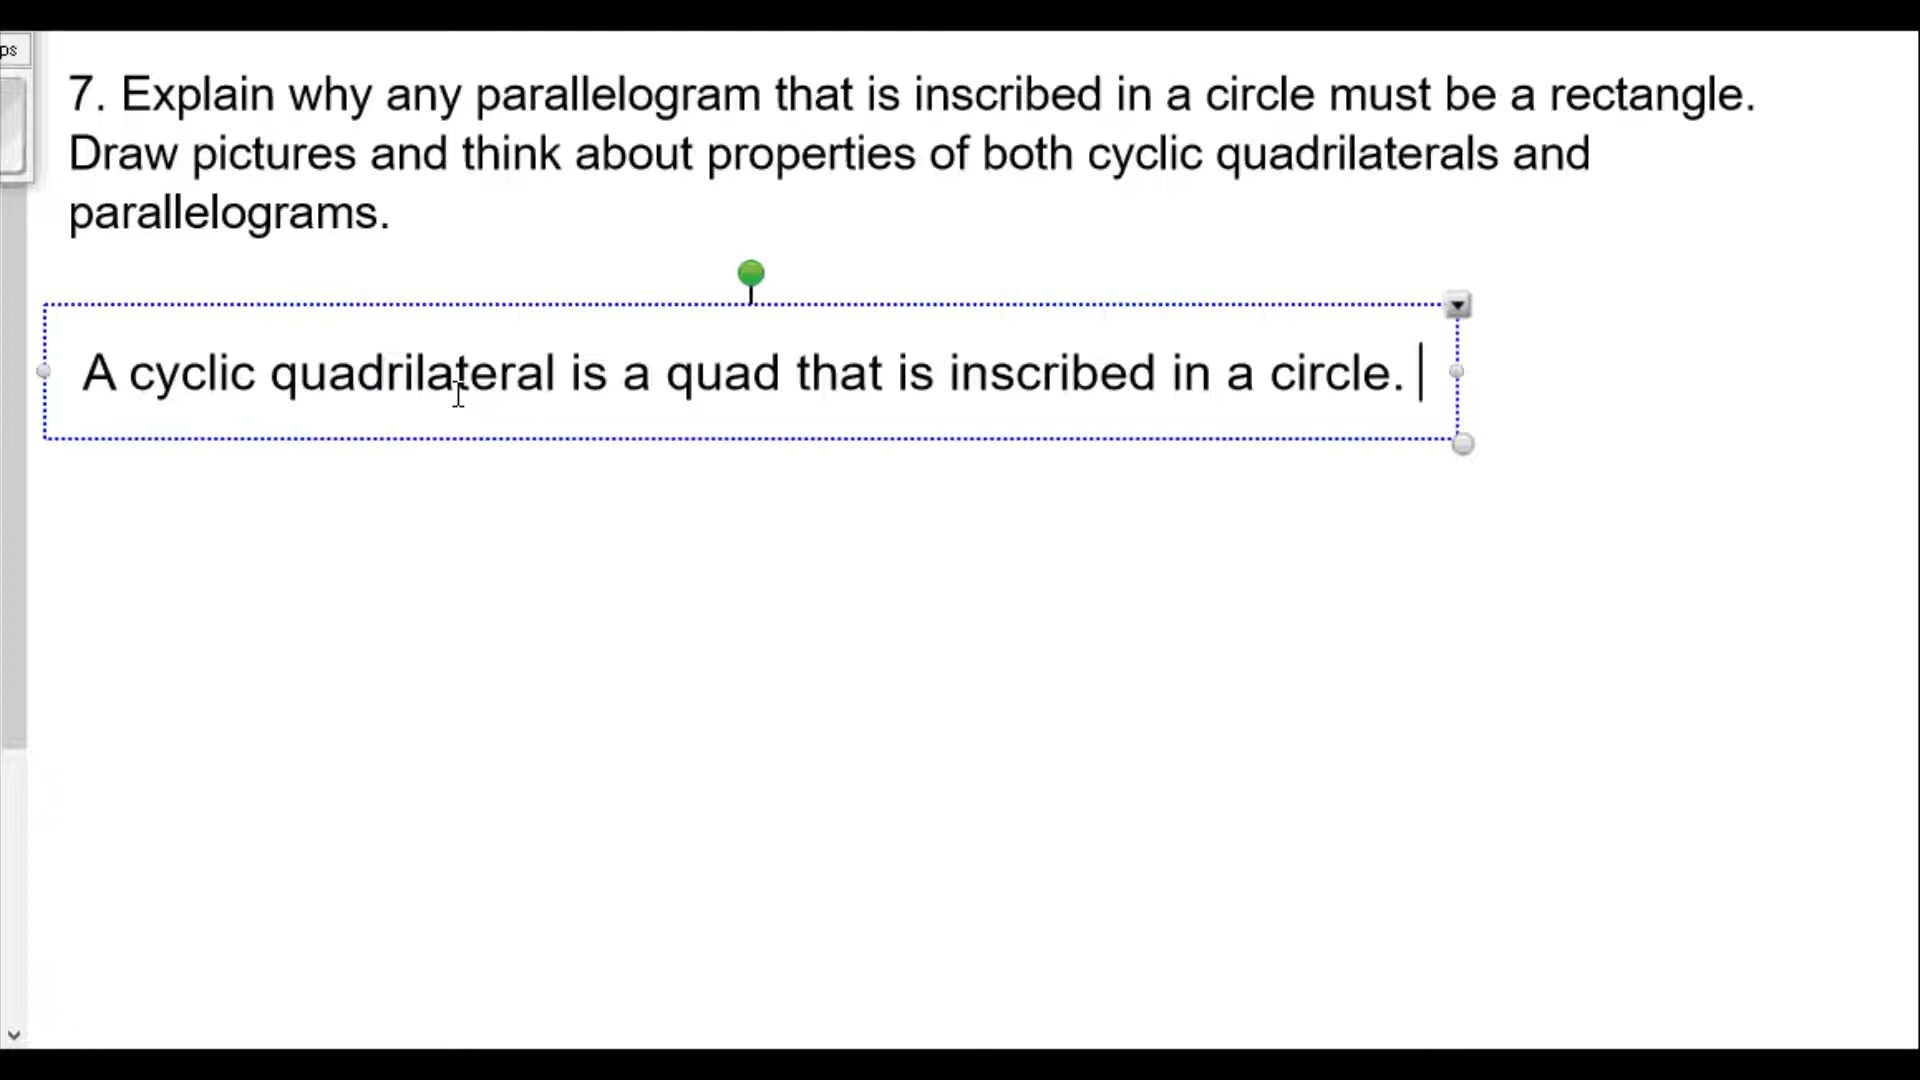 ps
7. Explain why any parallelogram that is inscribed in a circle must be a rectangle.
Draw pictures and think about properties of both cyclic quadrilaterals and
parallelograms.
A cyclic quadrilateral is a quad that is inscribed in a circle.